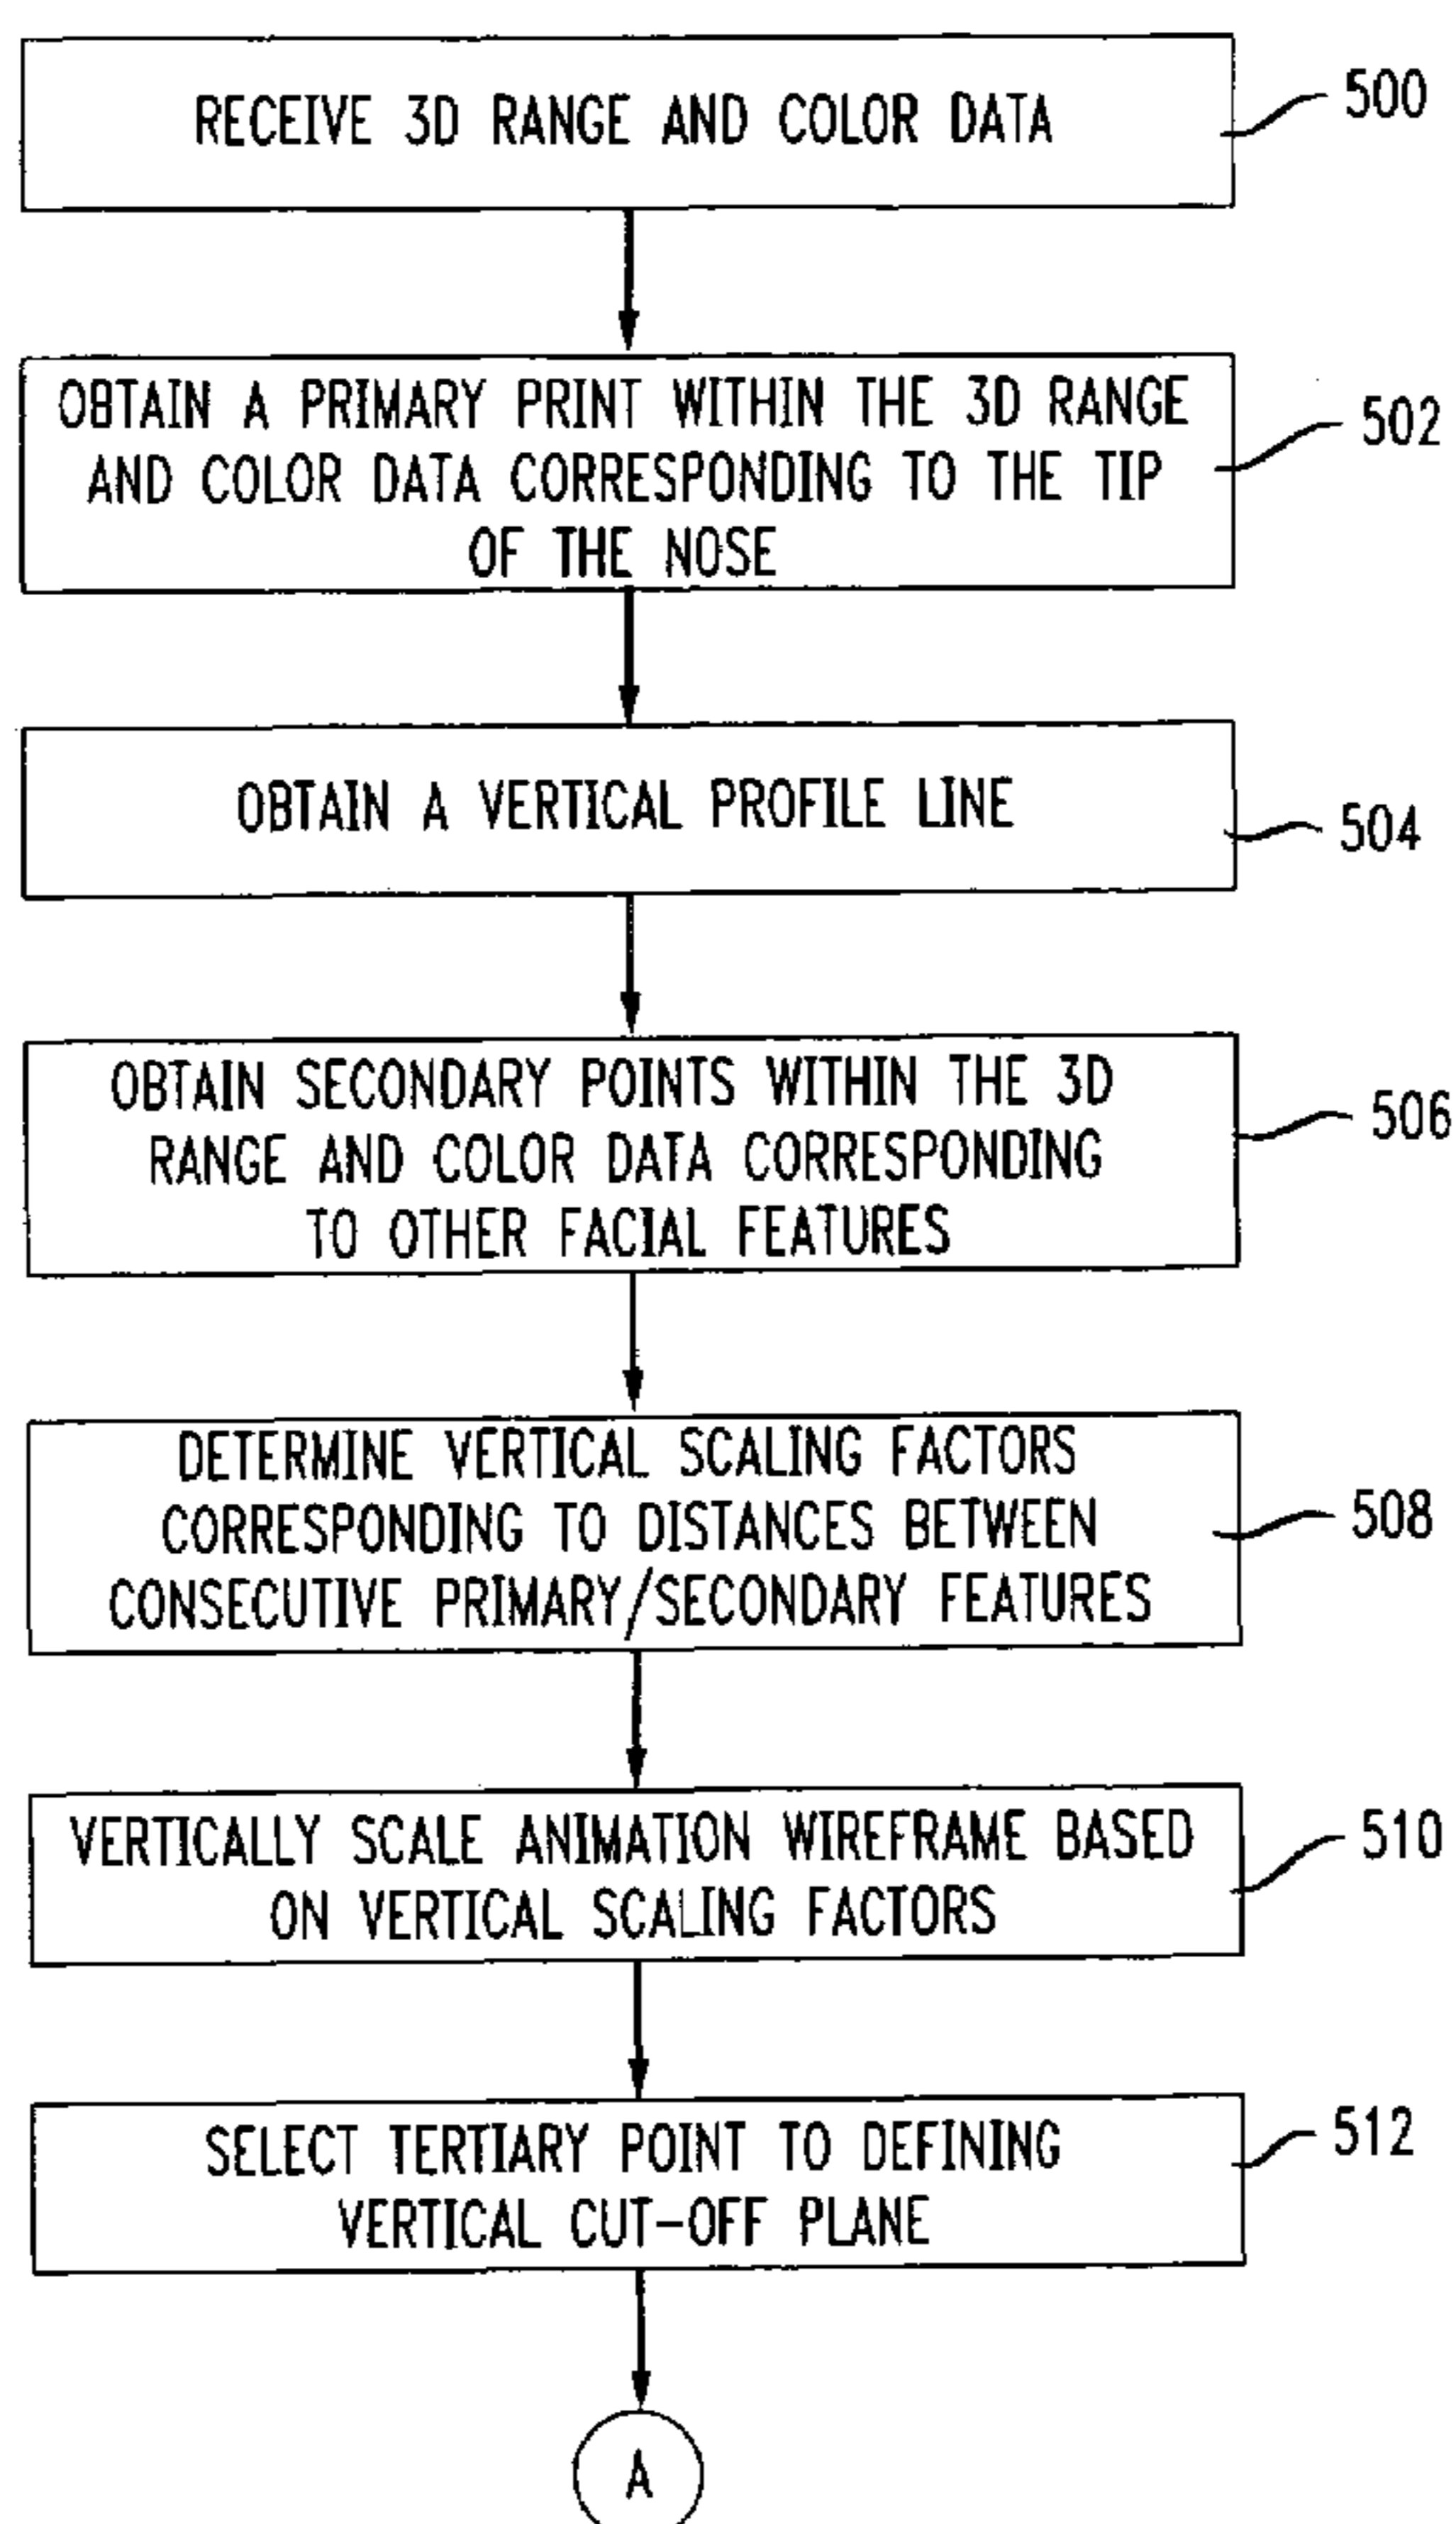 RECEIVE 3D RANGE AND COLOR DATA
500
OBTAIN A PRIMARY PRINT WITHIN THE 3D RANGE
AND COLOR DATA CORRESPONDING TO THE TIP
OF THE NOSE
502
OBTAIN A VERTICAL PROFILE LINE
504
OBTAIN SECONDARY POINTS WITHIN THE 3D
RANGE AND COLOR DATA CORRESPONDING
TO OTHER FACIAL FEATURES
506
DETERMINE VERTICAL SCALING FACTORS
CORRESPONDING TO DISTANCES BETWEEN
CONSECUTIVE PRIMARY/SECONDARY FEATURES
508
VERTICALLY SCALE ANIMATION WIREFRAME BASED
ON VERTICAL SCALING FACTORS
510
SELECT TERTIARY POINT TO DEFINING
VERTICAL CUT-OFF PLANE
512
A